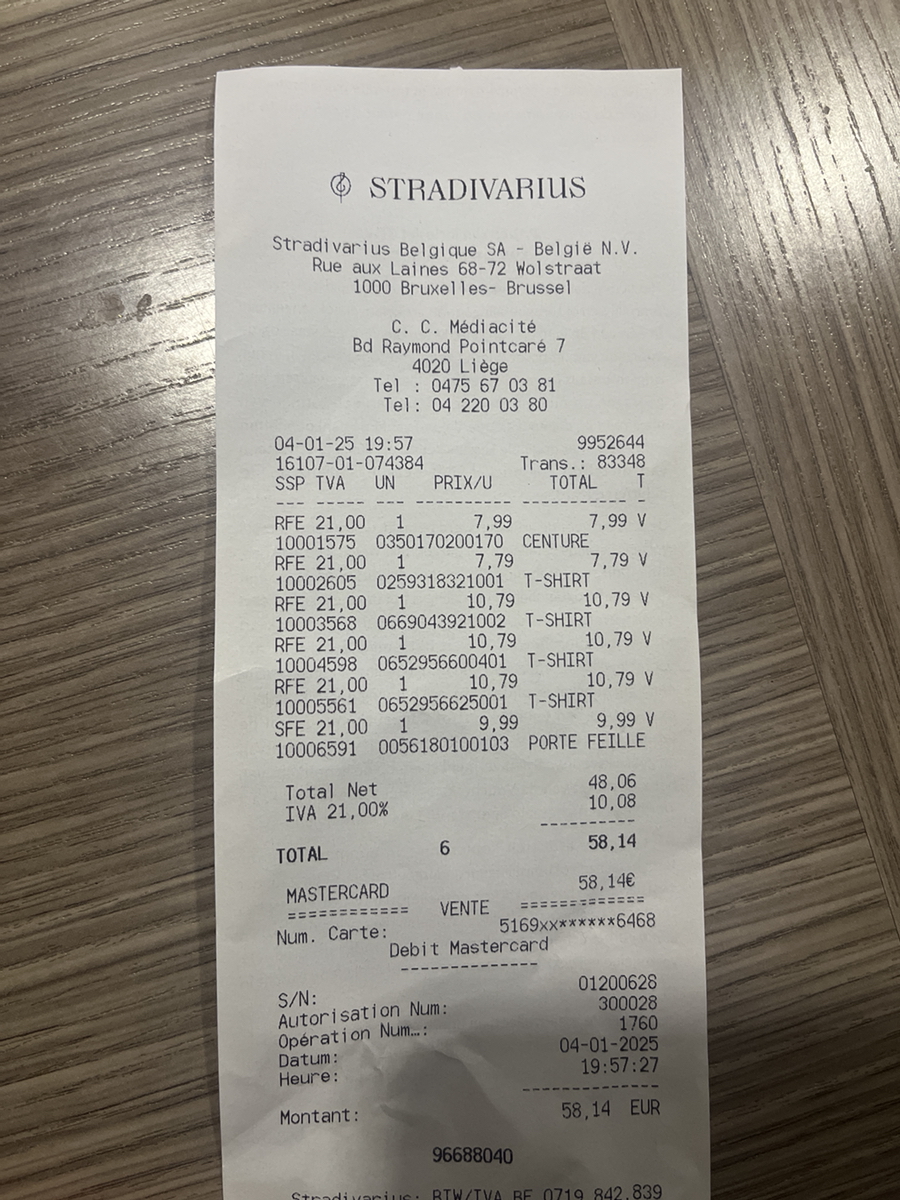 STRADIVARIUS
Stradivarius Belgique SA - België N.V.
Rue aux Laines 68-72 Wolstraat
1000 Bruxelles- Brussel
C. C. Médiacité
Bd Raymond Pointcaré 7
4020 Liège
Tel : 0475 67 03 81
Tel: 04 220 03 80
04-01-25 19:57 9952644
16107-01-074384 Trans.: 83348
SSP TVA UN PRIX/U TOTAL T
--- ----- --- ---------- ----------- -
RFE 21,00 1 7,99 7,99 V
10001575 0350170200170 CENTURE
RFE 21,00 1 7,79 7,79 V
10002605 0259318321001 T-SHIRT
RFE 21,00 1 10,79 10,79 V
10003568 0669043921002 T-SHIRT
RFE 21,00 1 10,79 10,79 V
10004598 0652956600401 T-SHIRT
RFE 21,00 1 10,79 10,79 V
10005561 0652956625001 T-SHIRT
SFE 21,00 1 9,99 9,99 V
10006591 0056180100103 PORTE FEILLE
Total Net 48,06
IVA 21,00% 10,08
----------
TOTAL 6 58,14
MASTERCARD 58,14€
============ VENTE =============
Num. Carte: 5169xx******6468
Debit Mastercard
--------------
S/N: 01200628
Autorisation Num: 300028
Opération Num…: 1760
Datum: 04-01-2025
Heure: 19:57:27
--------------
Montant: 58,14 EUR
96688040
Stradivarius: BTW/TVA BE 0719.842.839